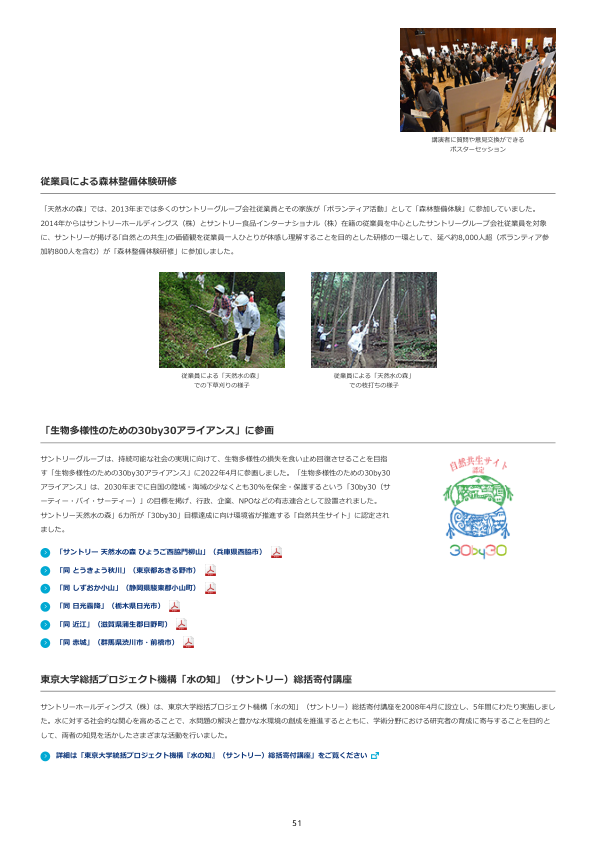 講演者に質問や意見交換ができる
ポスターセッション
従業員による森林整備体験研修
「天然水の森」では、2013年までは多くのサントリーグループ会社従業員とその家族が「ボランティア活動」として「森林整備体験」に参加していました。
2014年からはサントリーホールディングス（株）とサントリー食品インターナショナル（株）在籍の従業員を中心としたサントリーグループ会社従業員を対象
に、サントリーが掲げる｢自然との共生｣の価値観を従業員一人ひとりが体感し理解することを目的とした研修の一環として、延べ約8,000人超（ボランティア参
加約800人を含む）が「森林整備体験研修」に参加しました。
従業員による「天然水の森」
での下草刈りの様子
従業員による「天然水の森」
での枝打ちの様子
「生物多様性のための30by30アライアンス」に参画
サントリーグループは、持続可能な社会の実現に向けて、生物多様性の損失を食い止め回復させることを目指
す「生物多様性のための30by30アライアンス」に2022年4月に参画しました。「生物多様性のための30by30
アライアンス」は、2030年までに自国の陸域・海域の少なくとも30%を保全・保護するという「30by30（サ
ーティー・バイ・サーティー）」の目標を掲げ、行政、企業、NPOなどの有志連合として設置されました。
サントリー天然水の森」6カ所が「30by30」目標達成に向け環境省が推進する「自然共生サイト」に認定され
ました。
自然共生サイト
認定
30by30
「サントリー 天然水の森 ひょうご西脇門柳山」（兵庫県西脇市）
「同 とうきょう秋川」（東京都あきる野市）
「同 しずおか小山」（静岡県駿東郡小山町）
「同 日光霧降」（栃木県日光市）
「同 近江」（滋賀県蒲生郡日野町）
「同 赤城」（群馬県渋川市・前橋市）
東京大学総括プロジェクト機構「水の知」（サントリー）総括寄付講座
サントリーホールディングス（株）は、東京大学総括プロジェクト機構「水の知」（サントリー）総括寄付講座を2008年4月に設立し、5年間にわたり実施しまし
た。水に対する社会的な関心を高めることで、水問題の解決と豊かな水環境の創成を推進するとともに、学術分野における研究者の育成に寄与することを目的と
して、両者の知見を活かしたさまざまな活動を行いました。
詳細は「東京大学統括プロジェクト機構『水の知』（サントリー）総括寄付講座」をご覧ください
51